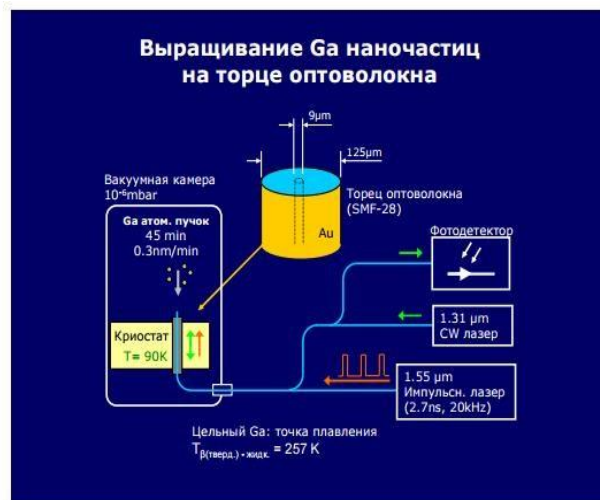 Выращивание Ga наночастиц
на торце оптоволокна
9μm
125μm
Вакуумная камера
10⁻⁶mbar
Ga атом. пучок
45 min
0.3nm/min
Торец оптоволокна
(SMF-28)
Au
Фотодетектор
Криостат
T= 90K
1.31 μm
CW лазер
1.55 μm
Импульсн. лазер
(2.7ns, 20kHz)
Цельный Ga: точка плавления
Tβ(тверд.) - жидк. = 257 K